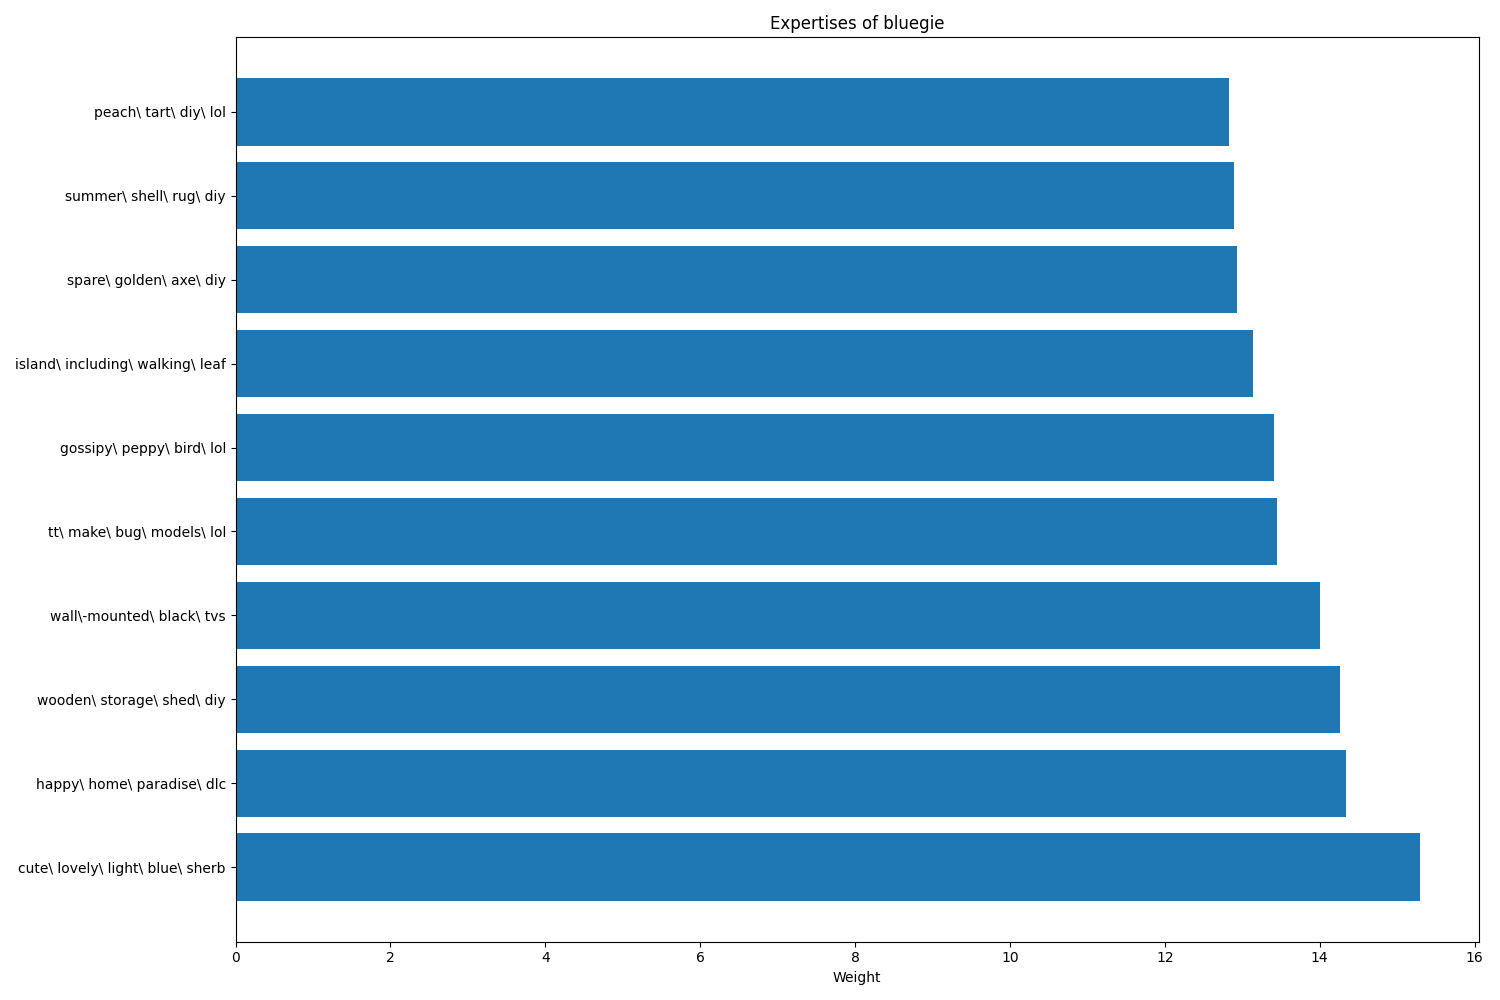 Expertises of bluegie
peach\ tart\ diy\ lol
summer\ shell\ rug\ diy
spare\ golden\ axe\ diy
island\ including\ walking\ leaf
gossipy\ peppy\ bird\ lol
tt\ make\ bug\ models\ lol
wall\-mounted\ black\ tvs
wooden\ storage\ shed\ diy
happy\ home\ paradise\ dlc
cute\ lovely\ light\ blue\ sherb
0 2 4 6 8 10 12 14 16
Weight